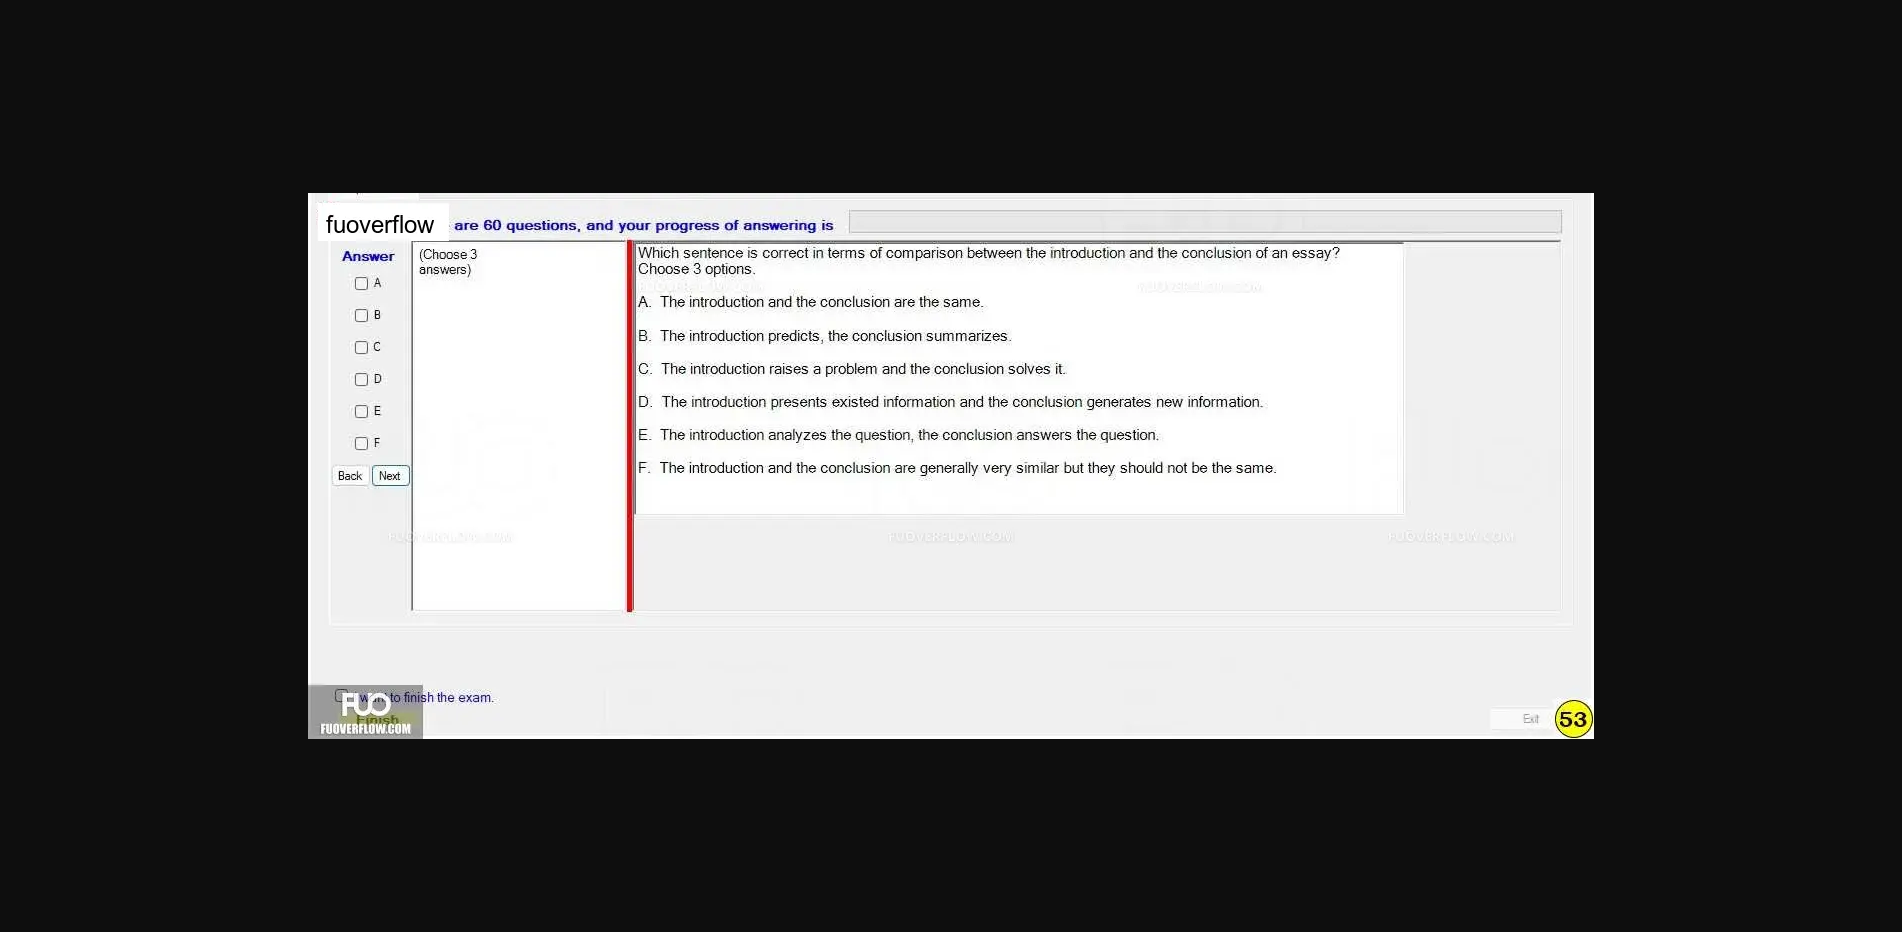 fuoverflow
are 60 questions, and your progress of answering is
Answer
(Choose 3
answers)
A
B
C
D
E
F
Back
Next
Which sentence is correct in terms of comparison between the introduction and the conclusion of an essay?
Choose 3 options.
A. The introduction and the conclusion are the same.
B. The introduction predicts, the conclusion summarizes.
C. The introduction raises a problem and the conclusion solves it.
D. The introduction presents existed information and the conclusion generates new information.
E. The introduction analyzes the question, the conclusion answers the question.
F. The introduction and the conclusion are generally very similar but they should not be the same.
FUOVERFLOW.COM
FUOVERFLOW.COM
FUOVERFLOW.COM
FUOVERFLOW.COM
FUOVERFLOW.COM
I want to finish the exam.
FUO
Finish
FUOVERFLOW.COM
Exit
53